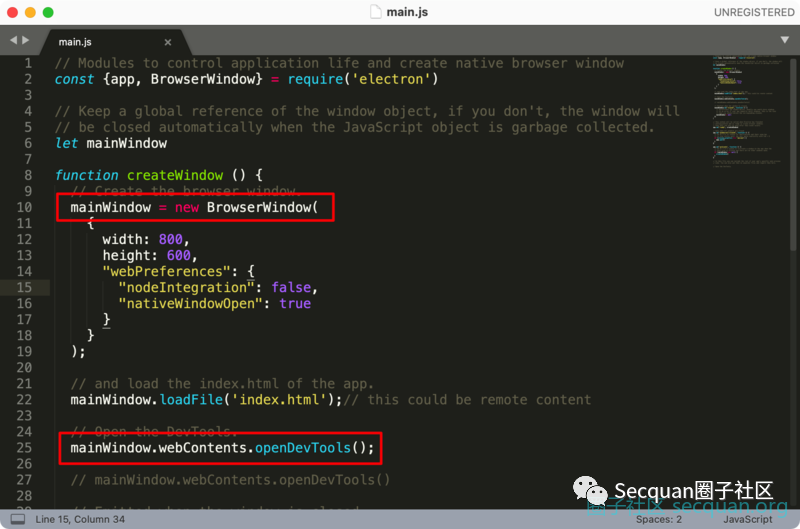 main.js
UNREGISTERED
main.js
1 // Modules to control application life and create native browser window
2 const {app, BrowserWindow} = require('electron')
3
4 // Keep a global reference of the window object, if you don't, the window will
5 // be closed automatically when the JavaScript object is garbage collected.
6 let mainWindow
7
8 function createWindow () {
9 // Create the browser window.
10 mainWindow = new BrowserWindow(
11 {
12 width: 800,
13 height: 600,
14 "webPreferences": {
15 "nodeIntegration": false,
16 "nativeWindowOpen": true
17 }
18 }
19 );
20
21 // and load the index.html of the app.
22 mainWindow.loadFile('index.html');// this could be remote content
23
24 // Open the DevTools.
25 mainWindow.webContents.openDevTools();
26
27 // mainWindow.webContents.openDevTools()
28
Secquan圈子社区
圈子社区 secquan.org
Line 15, Column 34
Spaces: 2
JavaScript